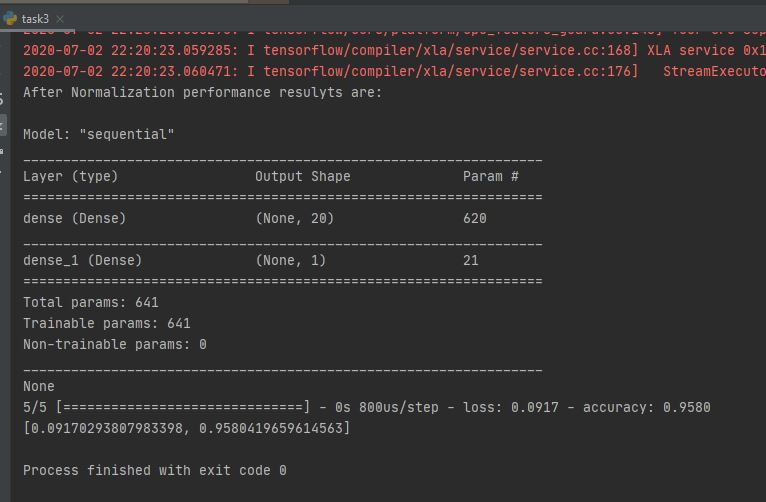 task3
2020-07-02 22:20:23.059285: I tensorflow/compiler/xla/service/service.cc:168] XLA service 0x1
2020-07-02 22:20:23.060471: I tensorflow/compiler/xla/service/service.cc:176]   StreamExecuto
After Normalization performance resulyts are:
Model: "sequential"
_________________________________________________________________
Layer (type)                 Output Shape              Param #
=================================================================
dense (Dense)                (None, 20)                620
_________________________________________________________________
dense_1 (Dense)              (None, 1)                 21
=================================================================
Total params: 641
Trainable params: 641
Non-trainable params: 0
_________________________________________________________________
None
5/5 [==============================] - 0s 800us/step - loss: 0.0917 - accuracy: 0.9580
[0.09170293807983398, 0.9580419659614563]
Process finished with exit code 0